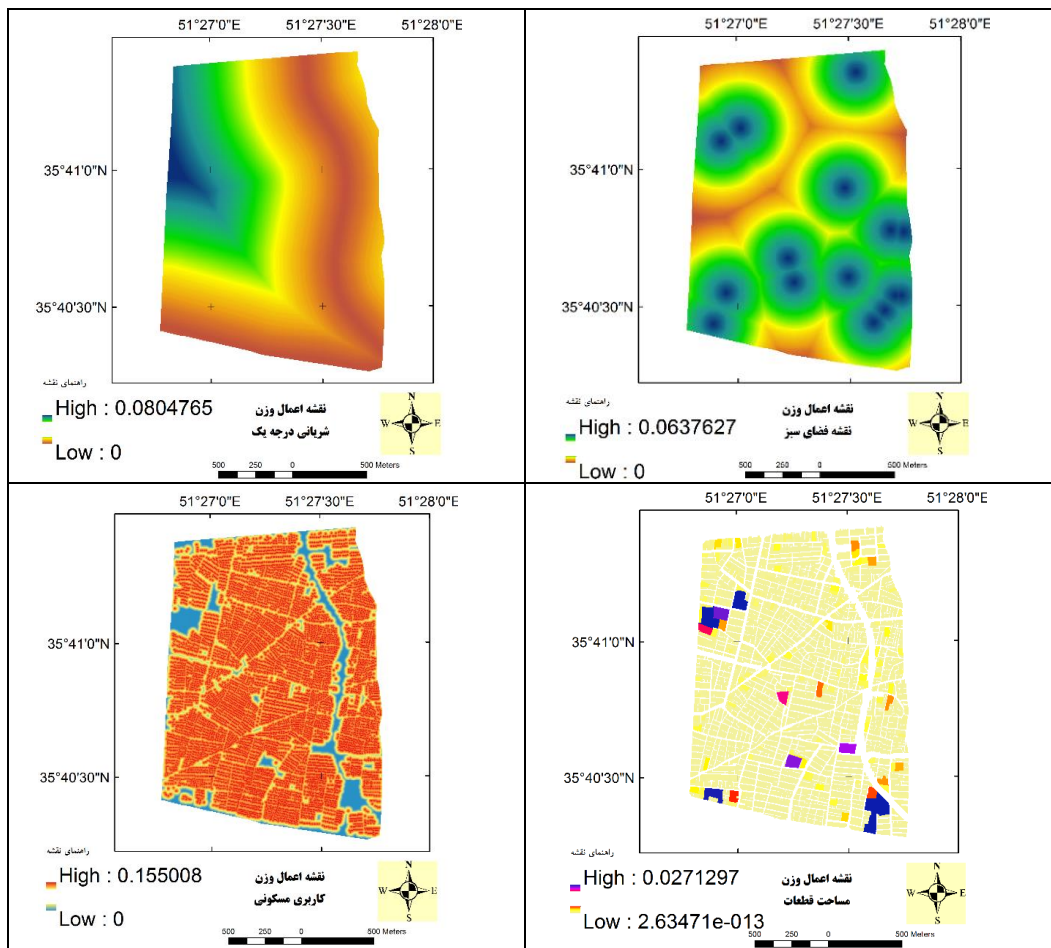 51°27'0"E 51°27'30"E 51°28'0"E
35°41'0"N
35°40'30"N
راهنمای نقشه
High : 0.0804765
Low : 0
نقشه اعمال وزن
شریانی درجه یک
N
W E
S
500 250 0 500 Meters
51°27'0"E 51°27'30"E 51°28'0"E
35°41'0"N
35°40'30"N
راهنمای نقشه
High : 0.0637627
Low : 0
نقشه اعمال وزن
نقشه فضای سبز
N
W E
S
500 250 0 500 Meters
51°27'0"E 51°27'30"E 51°28'0"E
35°41'0"N
35°40'30"N
راهنمای نقشه
High : 0.155008
Low : 0
نقشه اعمال وزن
کاربری مسکونی
N
W E
S
500 250 0 500 Meters
51°27'0"E 51°27'30"E 51°28'0"E
35°41'0"N
35°40'30"N
راهنمای نقشه
High : 0.0271297
Low : 2.63471e-013
نقشه اعمال وزن
مساحت قطعات
N
W E
S
500 250 0 500 Meters